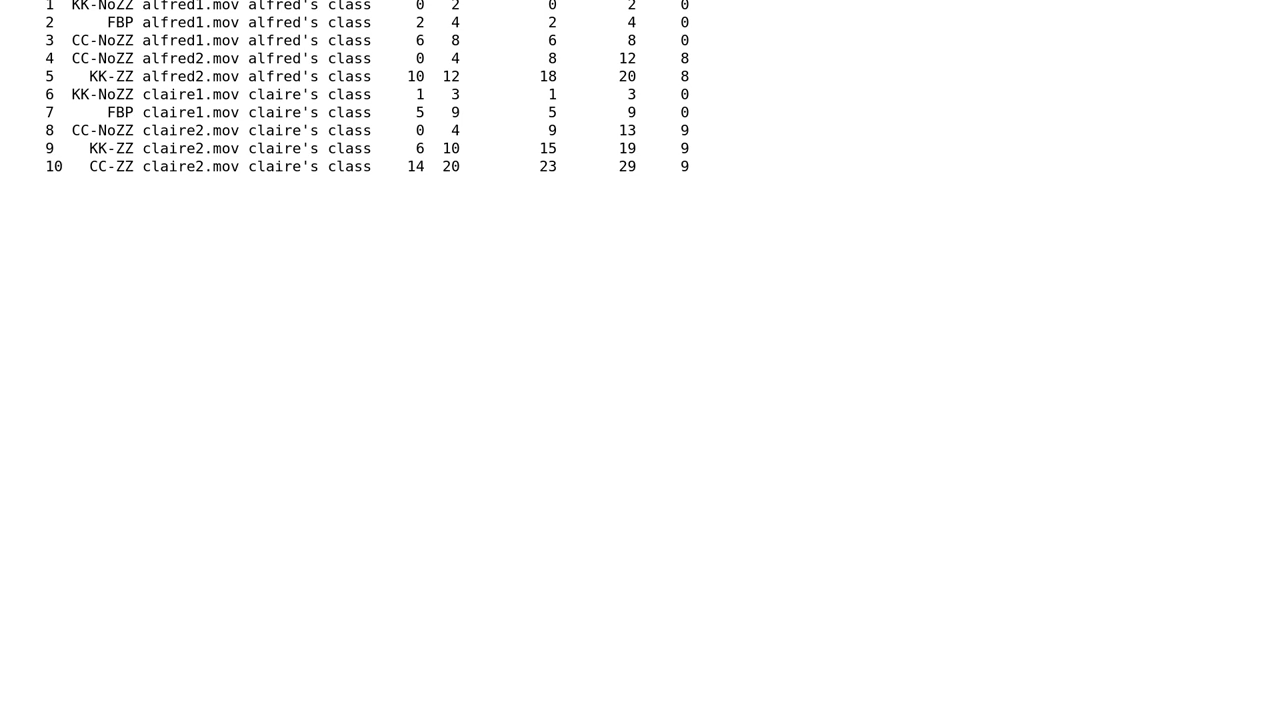 1  KK-NoZZ alfred1.mov alfred's class     0   2          0        2     0
2      FBP alfred1.mov alfred's class     2   4          2        4     0
3  CC-NoZZ alfred1.mov alfred's class     6   8          6        8     0
4  CC-NoZZ alfred2.mov alfred's class     0   4          8       12     8
5    KK-ZZ alfred2.mov alfred's class    10  12         18       20     8
6  KK-NoZZ claire1.mov claire's class     1   3          1        3     0
7      FBP claire1.mov claire's class     5   9          5        9     0
8  CC-NoZZ claire2.mov claire's class     0   4          9       13     9
9    KK-ZZ claire2.mov claire's class     6  10         15       19     9
10   CC-ZZ claire2.mov claire's class    14  20         23       29     9